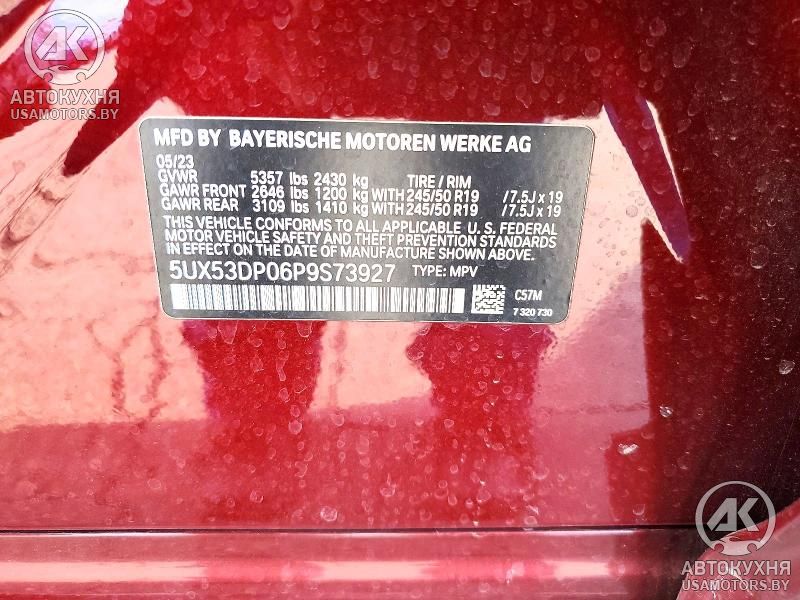 AK
АВТОКУХНЯ
USAMOTORS.BY
MFD BY BAYERISCHE MOTOREN WERKE AG
05/23
GVWR 5357 lbs 2430 kg TIRE / RIM
GAWR FRONT 2646 lbs 1200 kg WITH 245/50 R19 / 7.5J x 19
GAWR REAR 3109 lbs 1410 kg WITH 245/50 R19 / 7.5J x 19
THIS VEHICLE CONFORMS TO ALL APPLICABLE U. S. FEDERAL
MOTOR VEHICLE SAFETY AND THEFT PREVENTION STANDARDS
IN EFFECT ON THE DATE OF MANUFACTURE SHOWN ABOVE.
5UX53DP06P9S73927 TYPE: MPV
C57M
7 320 730
AK
АВТОКУХНЯ
USAMOTORS.BY